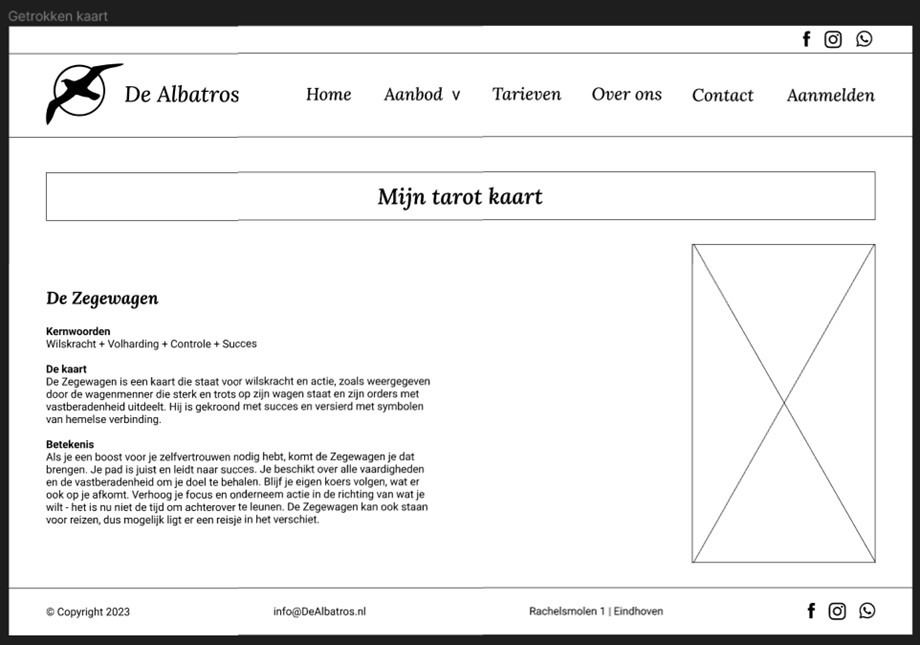 Getrokken kaart
De Albatros
Home Aanbod v Tarieven Over ons Contact Aanmelden
Mijn tarot kaart
De Zegewagen
Kernwoorden
Wilskracht + Volharding + Controle + Succes
De kaart
De Zegewagen is een kaart die staat voor wilskracht en actie, zoals weergegeven
door de wagenmenner die sterk en trots op zijn wagen staat en zijn orders met
vastberadenheid uitdeelt. Hij is gekroond met succes en versierd met symbolen
van hemelse verbinding.
Betekenis
Als je een boost voor je zelfvertrouwen nodig hebt, komt de Zegewagen je dat
brengen. Je pad is juist en leidt naar succes. Je beschikt over alle vaardigheden
en de vastberadenheid om je doel te behalen. Blijf je eigen koers volgen, wat er
ook op je afkomt. Verhoog je focus en onderneem actie in de richting van wat je
wilt - het is nu niet de tijd om achterover te leunen. De Zegewagen kan ook staan
voor reizen, dus mogelijk ligt er een reisje in het verschiet.
© Copyright 2023 info@DeAlbatros.nl Rachelsmolen 1 | Eindhoven